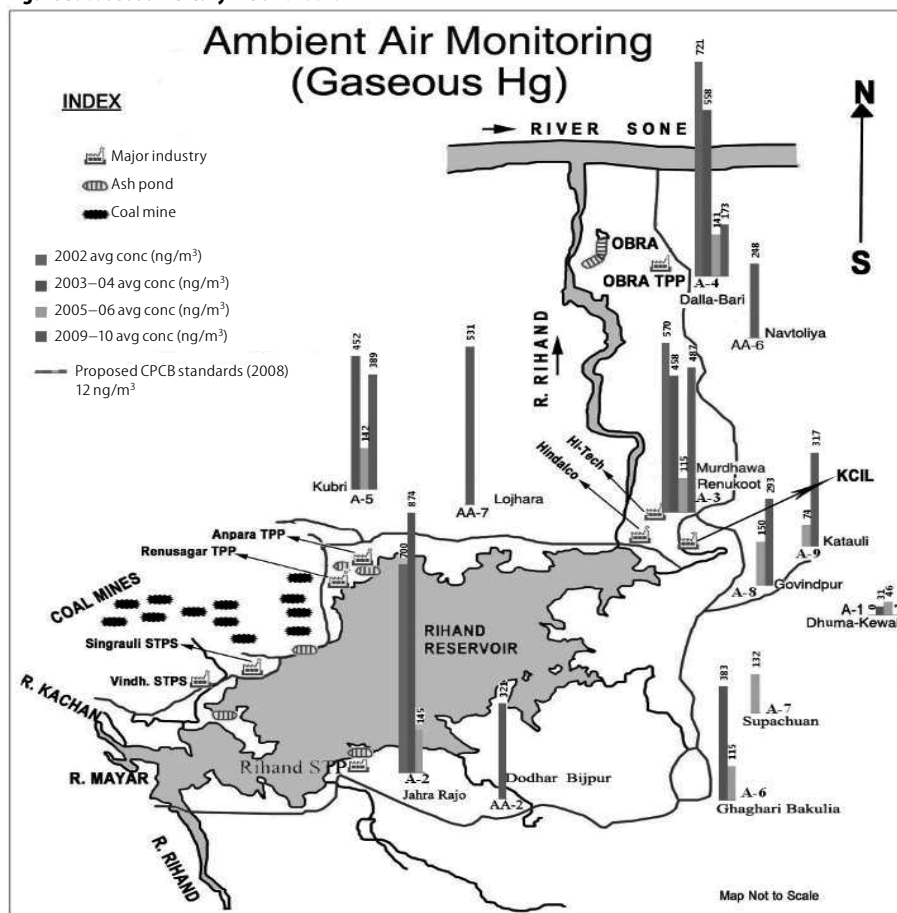 Ambient Air Monitoring
(Gaseous Hg)
INDEX
Major industry
Ash pond
Coal mine
2002 avg conc (ng/m³)
2003–04 avg conc (ng/m³)
2005–06 avg conc (ng/m³)
2009–10 avg conc (ng/m³)
Proposed CPCB standards (2008)
12 ng/m³
N
S
RIVER SONE
721
558
141
173
A-4
Dalla-Bari
OBRA
OBRA TPP
248
Navtoliya
AA-6
R. RIHAND
452
142
389
Kubri
A-5
531
Lojhara
AA-7
570
458
115
487
Murdhawa
Renukoot
A-3
Hi-Tech
Hindalco
KCIL
317
74
Katauli
A-9
293
150
A-8
Govindpur
A-1
0
31
46
Dhuma-Kewal
Anpara TPP
Renusagar TPP
COAL MINES
Singrauli STPS
Vindh. STPS
R. KACHAN
R. MAYAR
R. RIHAND
RIHAND
RESERVOIR
Rihand STP
874
700
145
A-2
Jahra Rajo
321
Dodhar Bijpur
AA-2
383
115
A-6
Ghaghari Bakulia
132
A-7
Supachuan
Map Not to Scale